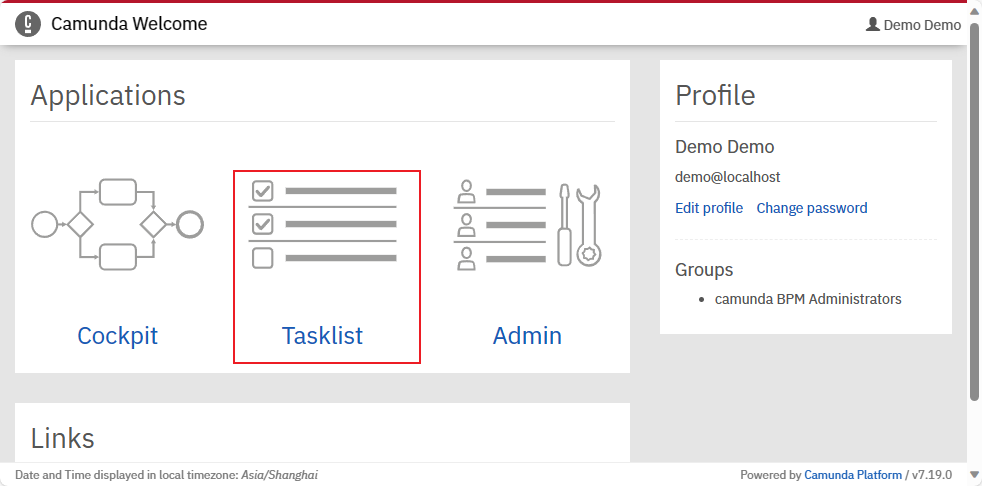 Camunda Welcome
Demo Demo
Applications
Cockpit
Tasklist
Admin
Profile
Demo Demo
demo@localhost
Edit profile Change password
Groups
camunda BPM Administrators
Links
Date and Time displayed in local timezone: Asia/Shanghai
Powered by Camunda Platform / v7.19.0